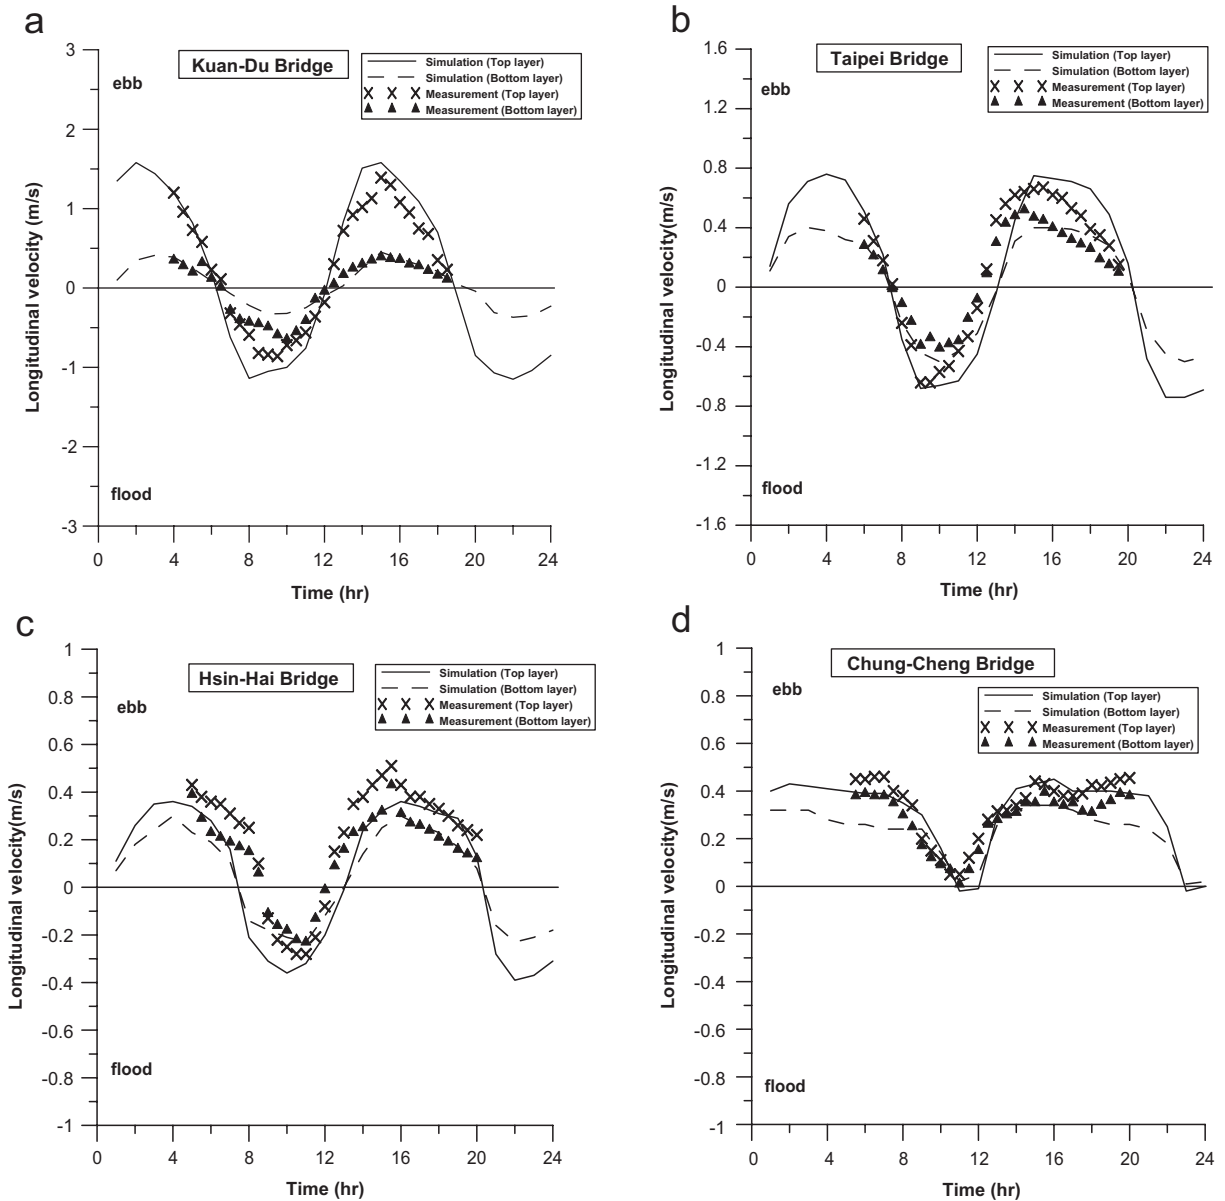 a
Kuan-Du Bridge
Simulation (Top layer)
Simulation (Bottom layer)
Measurement (Top layer)
Measurement (Bottom layer)
ebb
flood
Longitudinal velocity (m/s)
3
2
1
0
-1
-2
-3
0 4 8 12 16 20 24
Time (hr)
b
Taipei Bridge
Simulation (Top layer)
Simulation (Bottom layer)
Measurement (Top layer)
Measurement (Bottom layer)
ebb
flood
Longitudinal velocity(m/s)
1.6
1.2
0.8
0.4
0
-0.4
-0.8
-1.2
-1.6
0 4 8 12 16 20 24
Time (hr)
c
Hsin-Hai Bridge
Simulation (Top layer)
Simulation (Bottom layer)
Measurement (Top layer)
Measurement (Bottom layer)
ebb
flood
Longitudinal velocity(m/s)
1
0.8
0.6
0.4
0.2
0
-0.2
-0.4
-0.6
-0.8
-1
0 4 8 12 16 20 24
Time (hr)
d
Chung-Cheng Bridge
Simulation (Top layer)
Simulation (Bottom layer)
Measurement (Top layer)
Measurement (Bottom layer)
ebb
flood
Longitudinal velocity(m/s)
1
0.8
0.6
0.4
0.2
0
-0.2
-0.4
-0.6
-0.8
-1
0 4 8 12 16 20 24
Time (hr)